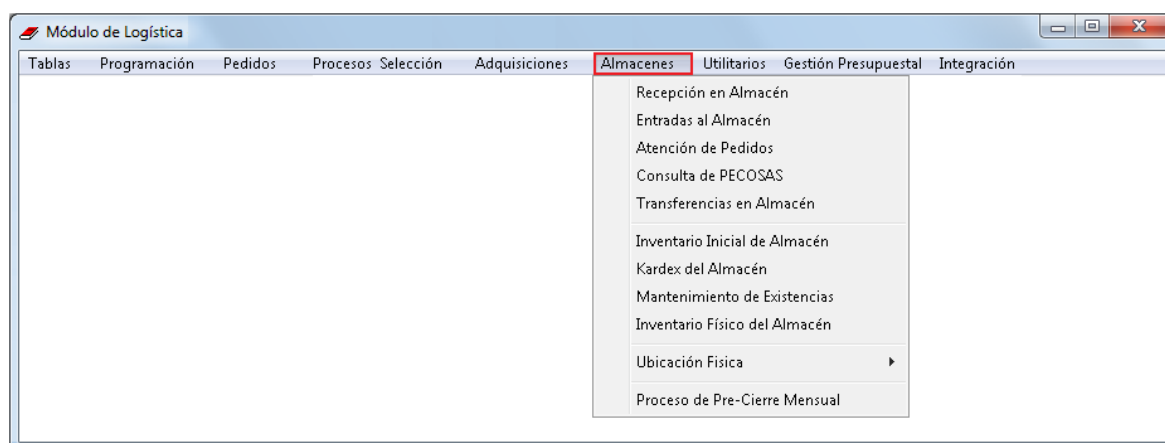 Módulo de Logística
Tablas Programación Pedidos Procesos Selección Adquisiciones Almacenes Utilitarios Gestión Presupuestal Integración
Recepción en Almacén
Entradas al Almacén
Atención de Pedidos
Consulta de PECOSAS
Transferencias en Almacén
Inventario Inicial de Almacén
Kardex del Almacén
Mantenimiento de Existencias
Inventario Físico del Almacén
Ubicación Fisica
Proceso de Pre-Cierre Mensual